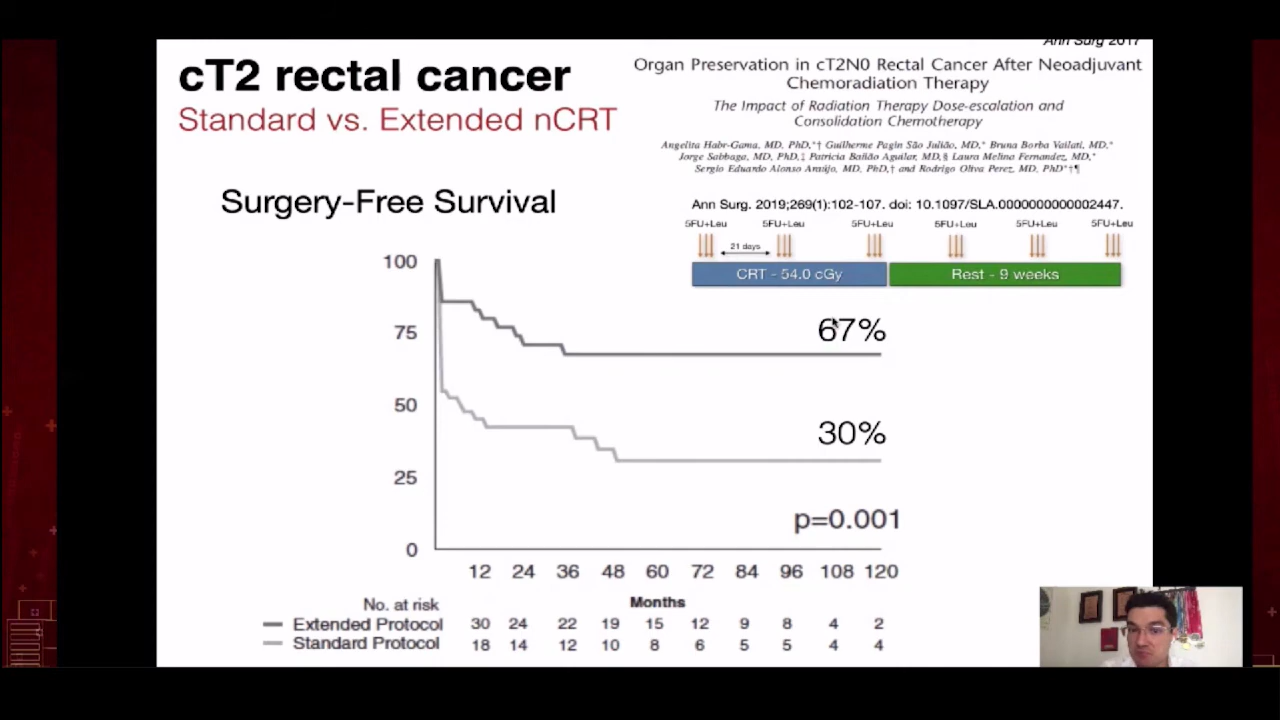 cT2 rectal cancer
Standard vs. Extended nCRT
Ann Surg 2017
Organ Preservation in cT2N0 Rectal Cancer After Neoadjuvant
Chemoradiation Therapy
The Impact of Radiation Therapy Dose-escalation and
Consolidation Chemotherapy
Angelita Habr-Gama, MD, PhD,*† Guilherme Pagin São Julião, MD,* Bruna Borba Vailati, MD,*
Jorge Sabbaga, MD, PhD,‡ Patricia Bañão Aguilar, MD,§ Laura Melina Fernandez, MD,*
Sergio Eduardo Alonso Araújo, MD, PhD,† and Rodrigo Oliva Perez, MD, PhD*†¶
Ann Surg. 2019;269(1):102-107. doi: 10.1097/SLA.0000000000002447.
5FU+Leu 5FU+Leu 5FU+Leu 5FU+Leu 5FU+Leu 5FU+Leu
21 days
CRT - 54.0 cGy Rest - 9 weeks
Surgery-Free Survival
100
75
50
25
0
67%
30%
p=0.001
12 24 36 48 60 72 84 96 108 120
No. at risk Months
Extended Protocol 30 24 22 19 15 12 9 8 4 2
Standard Protocol 18 14 12 10 8 6 5 5 4 4